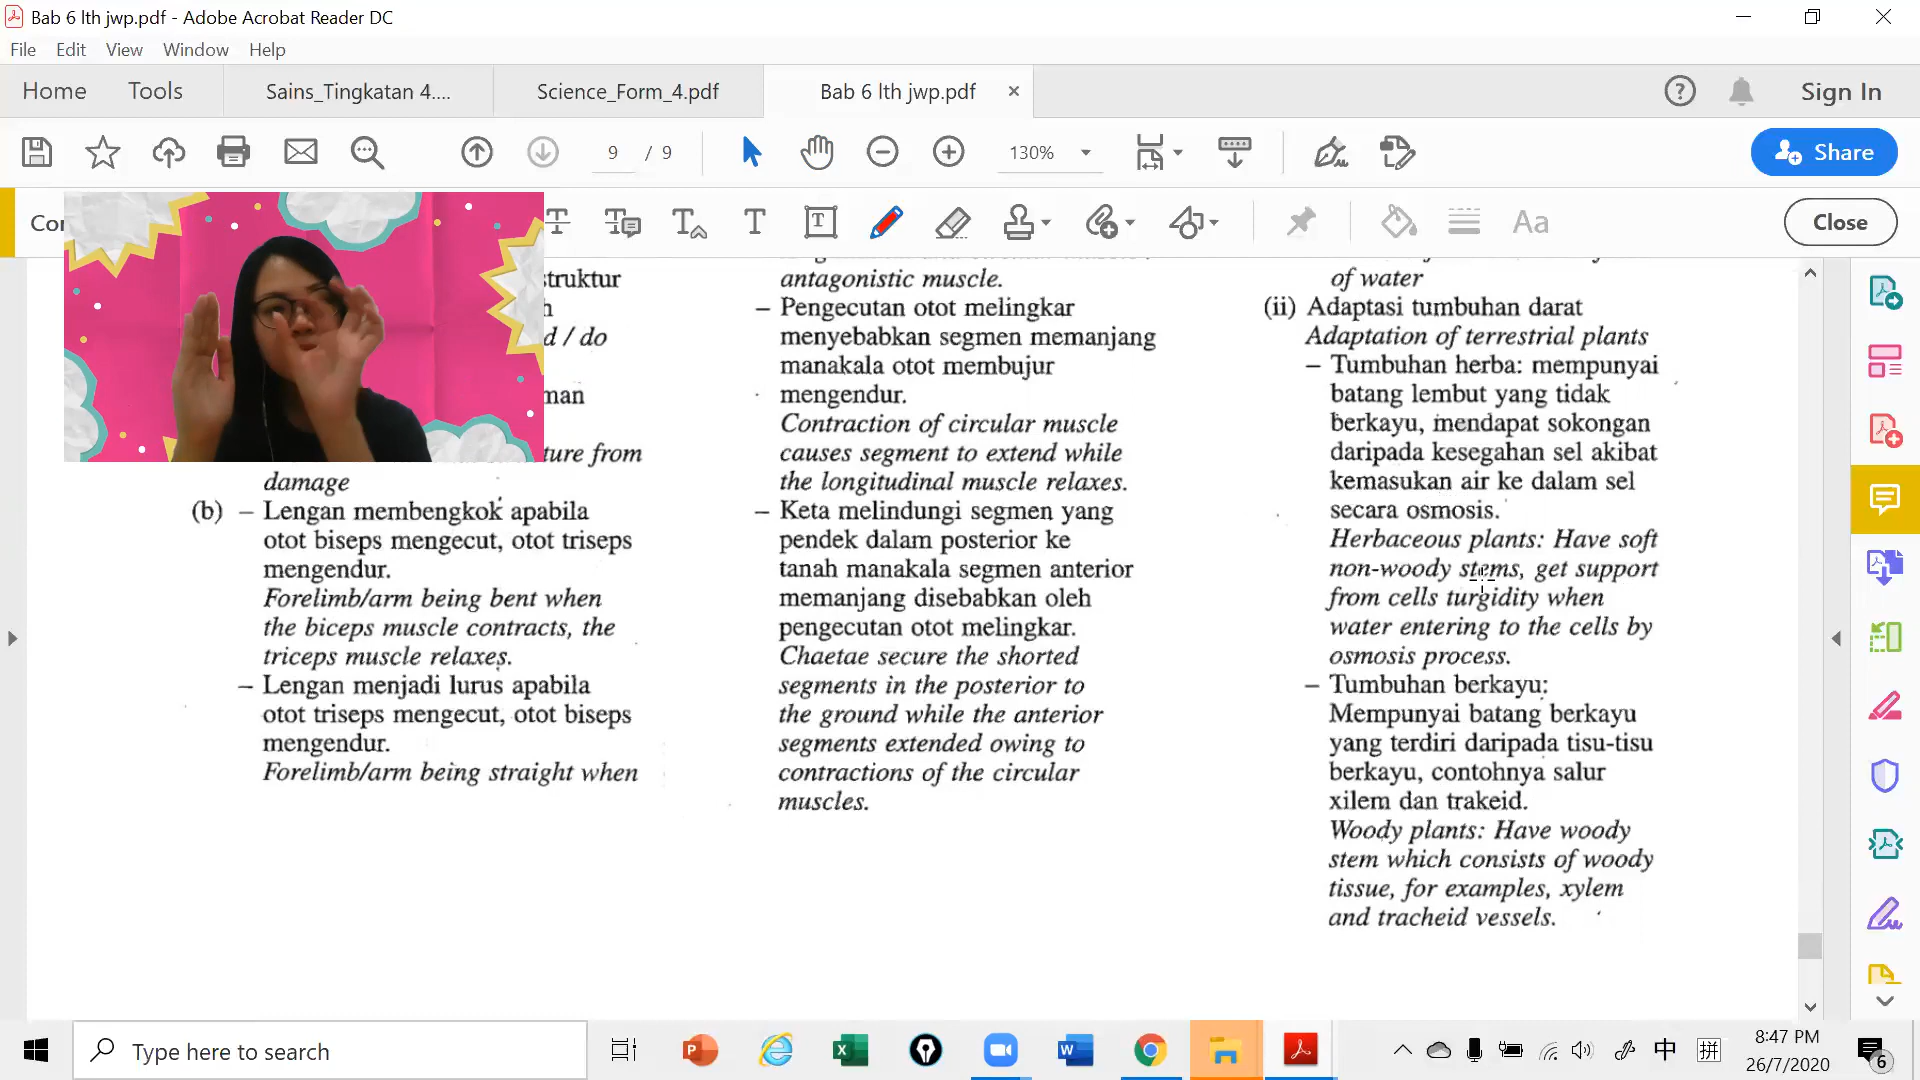 Bab 6 lth jwp.pdf - Adobe Acrobat Reader DC
File Edit View Window Help
Home Tools Sains_Tingkatan 4.... Science_Form_4.pdf Bab 6 lth jwp.pdf × Sign In
9 / 9 130% Share
Con T Aa Close
struktur
h
d / do
man
ture from
damage
(b) – Lengan membengkok apabila
otot biseps mengecut, otot triseps
mengendur.
Forelimb/arm being bent when
the biceps muscle contracts, the
triceps muscle relaxes.
– Lengan menjadi lurus apabila
otot triseps mengecut, otot biseps
mengendur.
Forelimb/arm being straight when
antagonistic muscle.
– Pengecutan otot melingkar
menyebabkan segmen memanjang
manakala otot membujur
mengendur.
Contraction of circular muscle
causes segment to extend while
the longitudinal muscle relaxes.
– Keta melindungi segmen yang
pendek dalam posterior ke
tanah manakala segmen anterior
memanjang disebabkan oleh
pengecutan otot melingkar.
Chaetae secure the shorted
segments in the posterior to
the ground while the anterior
segments extended owing to
contractions of the circular
muscles.
of water
(ii) Adaptasi tumbuhan darat
Adaptation of terrestrial plants
– Tumbuhan herba: mempunyai
batang lembut yang tidak
berkayu, mendapat sokongan
daripada kesegahan sel akibat
kemasukan air ke dalam sel
secara osmosis.
Herbaceous plants: Have soft
non-woody stems, get support
from cells turgidity when
water entering to the cells by
osmosis process.
– Tumbuhan berkayu:
Mempunyai batang berkayu
yang terdiri daripada tisu-tisu
berkayu, contohnya salur
xilem dan trakeid.
Woody plants: Have woody
stem which consists of woody
tissue, for examples, xylem
and tracheid vessels.
Type here to search
中 拼 8:47 PM
26/7/2020
6